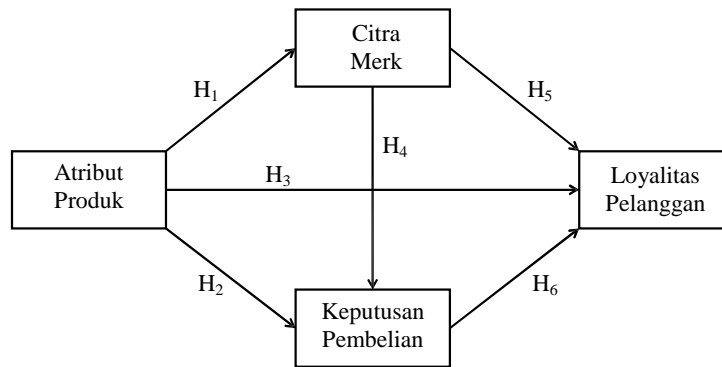 Citra
Merk
H₁
H₅
H₄
Atribut
Produk
H₃
Loyalitas
Pelanggan
H₂
H₆
Keputusan
Pembelian